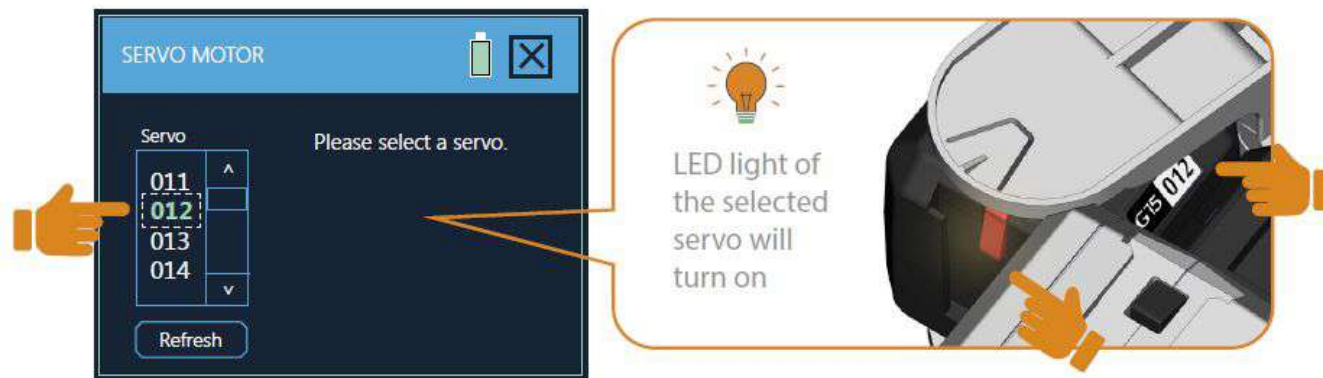 SERVO MOTOR
Servo
Please select a servo.
011
012
013
014
Refresh
LED light of
the selected
servo will
turn on
G15 012